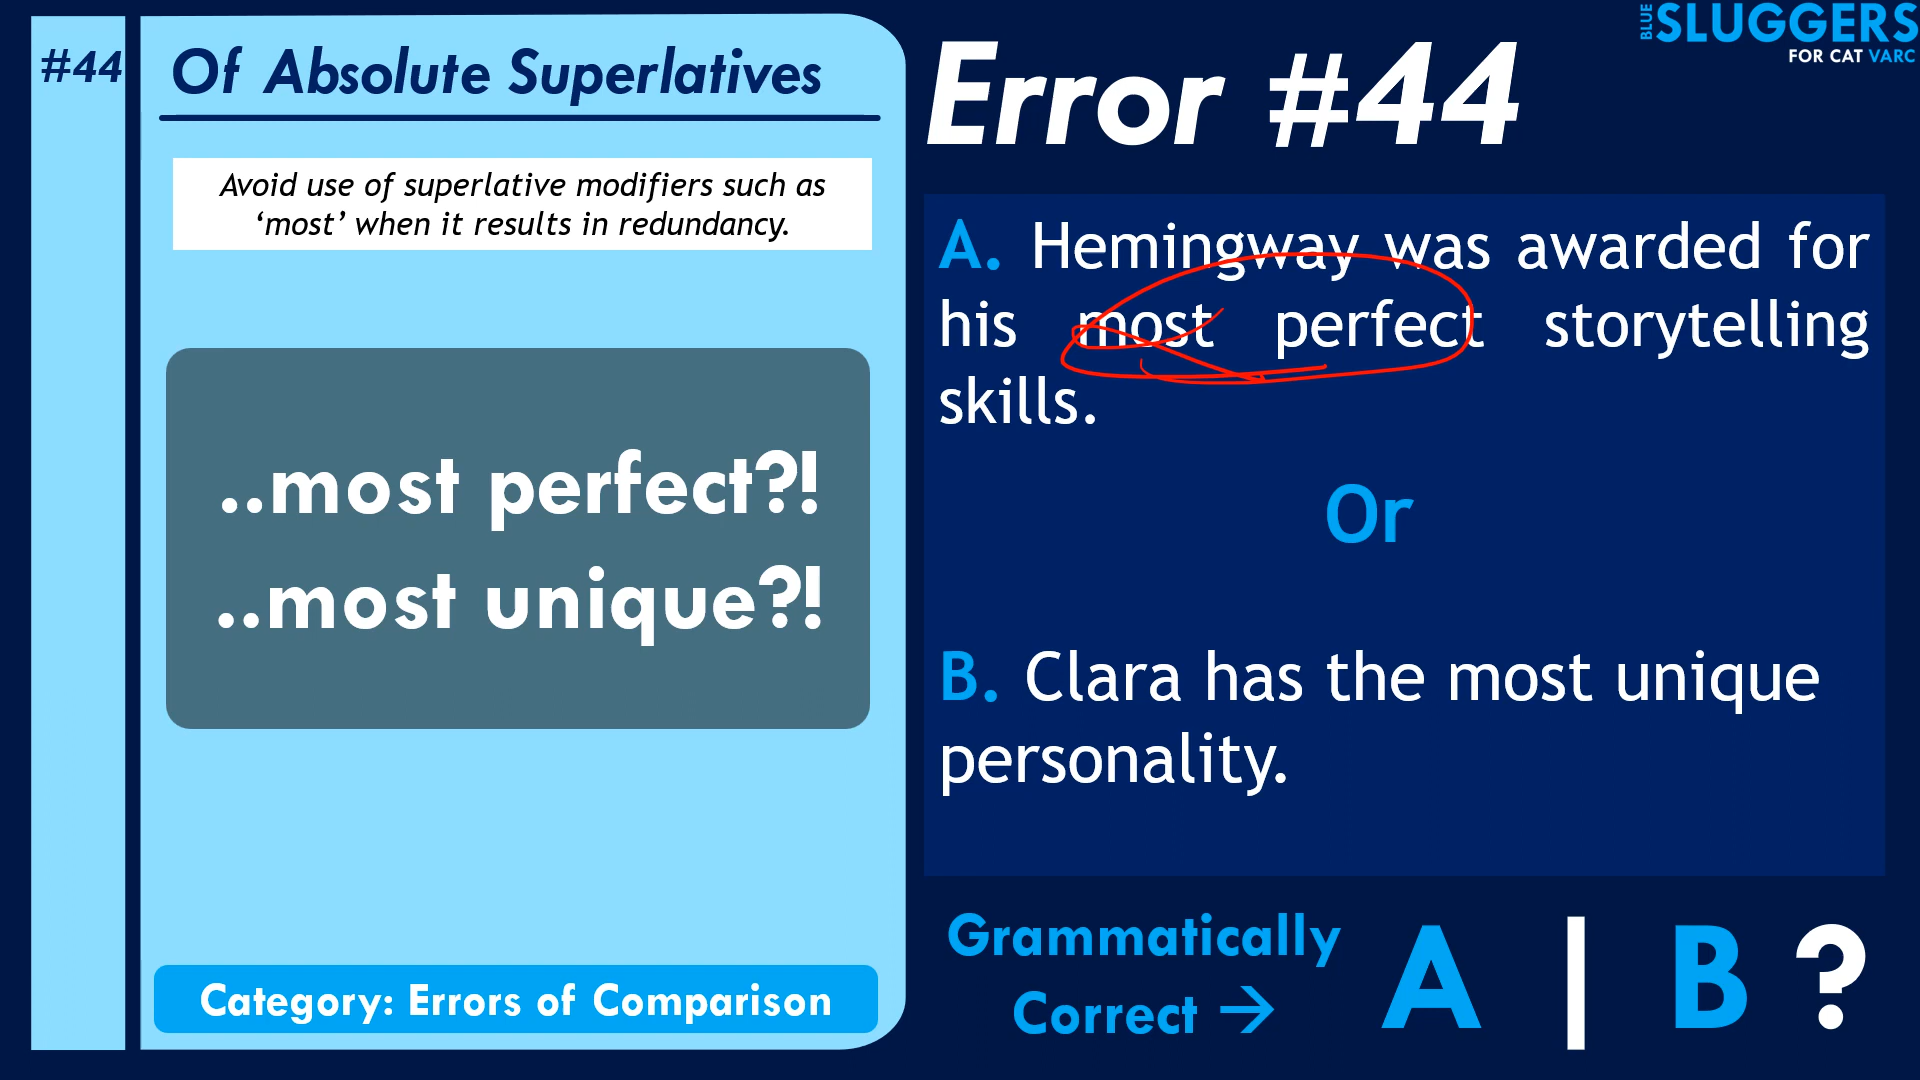 #44
Of Absolute Superlatives
Avoid use of superlative modifiers such as
‘most’ when it results in redundancy.
..most perfect?!
..most unique?!
Category: Errors of Comparison
BLUE
SLUGGERS
FOR CAT VARC
Error #44
A. Hemingway was awarded for
his most perfect storytelling
skills.
Or
B. Clara has the most unique
personality.
Grammatically
Correct → A | B ?